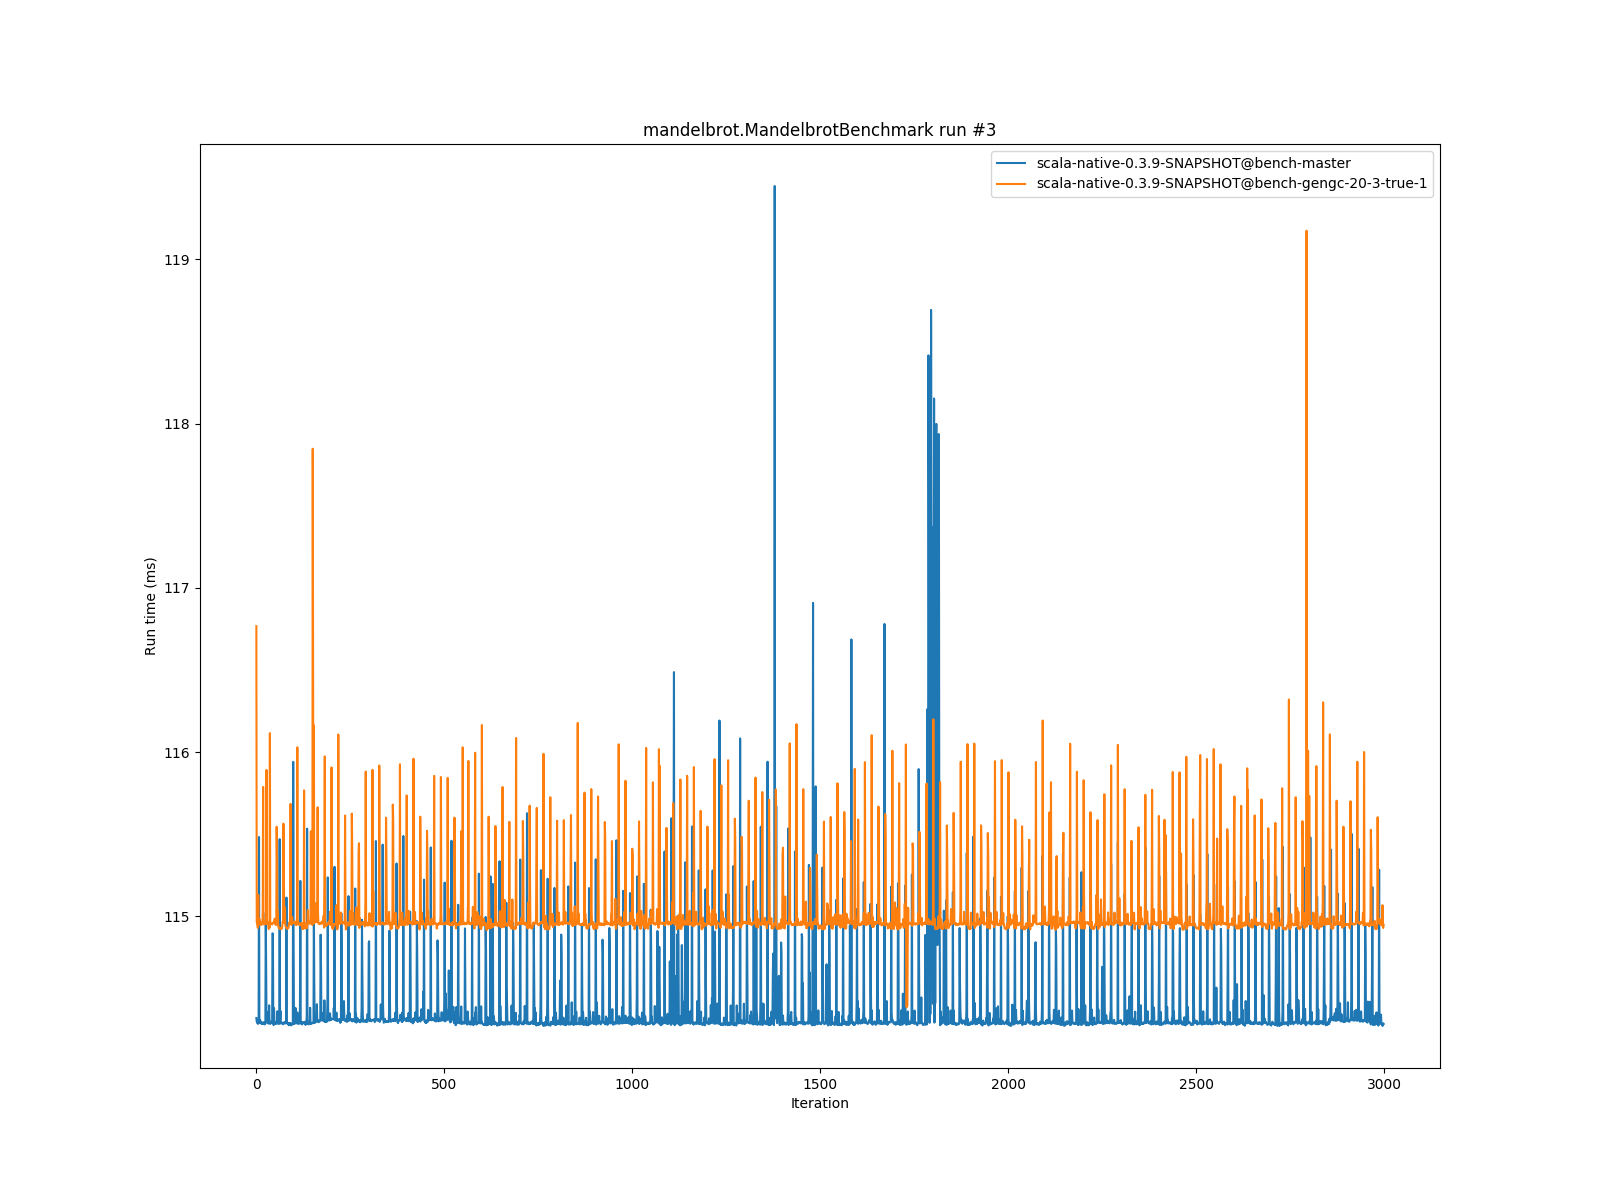 mandelbrot.MandelbrotBenchmark run #3
scala-native-0.3.9-SNAPSHOT@bench-master
scala-native-0.3.9-SNAPSHOT@bench-gengc-20-3-true-1
119
118
117
116
115
Run time (ms)
0
500
1000
1500
2000
2500
3000
Iteration